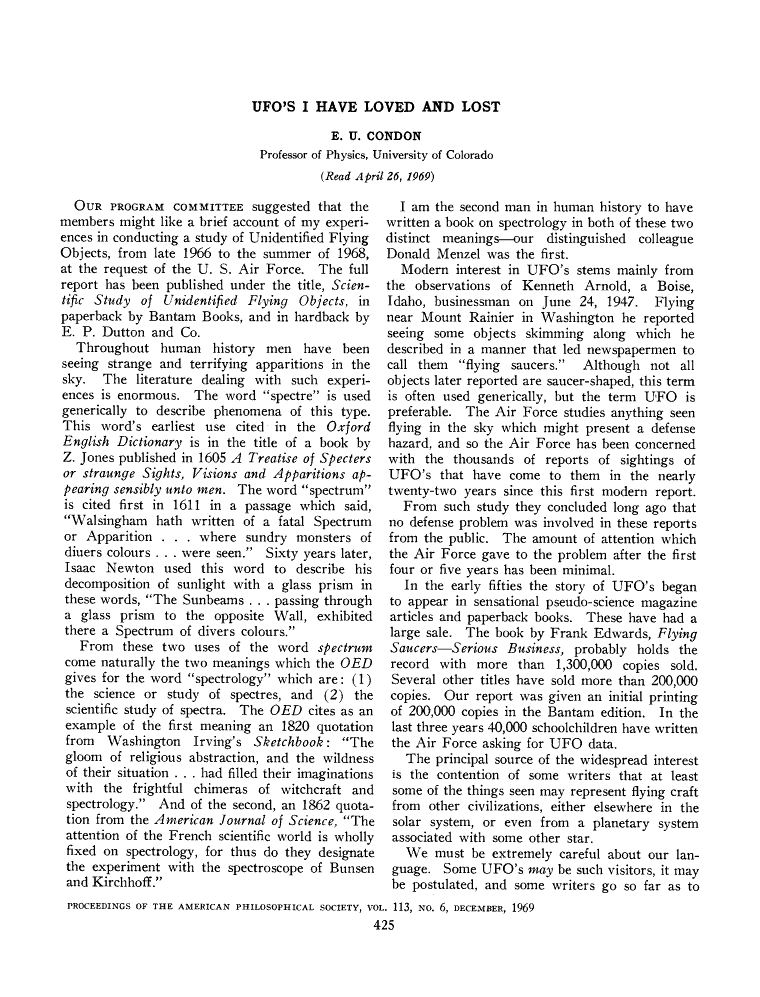 UFO'S I HAVE LOVED AND LOST
E. U. CONDON
Professor of Physics, University of Colorado
(Read April 26, 1969)
OUR PROGRAM COMMITTEE suggested that the
members might like a brief account of my experi-
ences in conducting a study of Unidentified Flying
Objects, from late 1966 to the summer of 1968,
at the request of the U. S. Air Force. The full
report has been published under the title, Scien-
tific Study of Unidentified Flying Objects, in
paperback by Bantam Books, and in hardback by
E. P. Dutton and Co.
Throughout human history men have been
seeing strange and terrifying apparitions in the
sky. The literature dealing with such experi-
ences is enormous. The word "spectre" is used
generically to describe phenomena of this type.
This word's earliest use cited in the Oxford
English Dictionary is in the title of a book by
Z. Jones published in 1605 A Treatise of Specters
or straunge Sights, Visions and Apparitions ap-
pearing sensibly unto men. The word "spectrum"
is cited first in 1611 in a passage which said,
"Walsingham hath written of a fatal Spectrum
or Apparition . . . where sundry monsters of
diuers colours . . . were seen." Sixty years later,
Isaac Newton used this word to describe his
decomposition of sunlight with a glass prism in
these words, "The Sunbeams . . . passing through
a glass prism to the opposite Wall, exhibited
there a Spectrum of divers colours."
From these two uses of the word spectrum
come naturally the two meanings which the OED
gives for the word "spectrology" which are: (1)
the science or study of spectres, and (2) the
scientific study of spectra. The OED cites as an
example of the first meaning an 1820 quotation
from Washington Irving's Sketchbook: "The
gloom of religious abstraction, and the wildness
of their situation . . . had filled their imaginations
with the frightful chimeras of witchcraft and
spectrology." And of the second, an 1862 quota-
tion from the American Journal of Science, "The
attention of the French scientific world is wholly
fixed on spectrology, for thus do they designate
the experiment with the spectroscope of Bunsen
and Kirchhoff."
I am the second man in human history to have
written a book on spectrology in both of these two
distinct meanings—our distinguished colleague
Donald Menzel was the first.
Modern interest in UFO's stems mainly from
the observations of Kenneth Arnold, a Boise,
Idaho, businessman on June 24, 1947. Flying
near Mount Rainier in Washington he reported
seeing some objects skimming along which he
described in a manner that led newspapermen to
call them "flying saucers." Although not all
objects later reported are saucer-shaped, this term
is often used generically, but the term UFO is
preferable. The Air Force studies anything seen
flying in the sky which might present a defense
hazard, and so the Air Force has been concerned
with the thousands of reports of sightings of
UFO's that have come to them in the nearly
twenty-two years since this first modern report.
From such study they concluded long ago that
no defense problem was involved in these reports
from the public. The amount of attention which
the Air Force gave to the problem after the first
four or five years has been minimal.
In the early fifties the story of UFO's began
to appear in sensational pseudo-science magazine
articles and paperback books. These have had a
large sale. The book by Frank Edwards, Flying
Saucers—Serious Business, probably holds the
record with more than 1,300,000 copies sold.
Several other titles have sold more than 200,000
copies. Our report was given an initial printing
of 200,000 copies in the Bantam edition. In the
last three years 40,000 schoolchildren have written
the Air Force asking for UFO data.
The principal source of the widespread interest
is the contention of some writers that at least
some of the things seen may represent flying craft
from other civilizations, either elsewhere in the
solar system, or even from a planetary system
associated with some other star.
We must be extremely careful about our lan-
guage. Some UFO's may be such visitors, it may
be postulated, and some writers go so far as to
PROCEEDINGS OF THE AMERICAN PHILOSOPHICAL SOCIETY, VOL. 113, NO. 6, DECEMBER, 1969
425